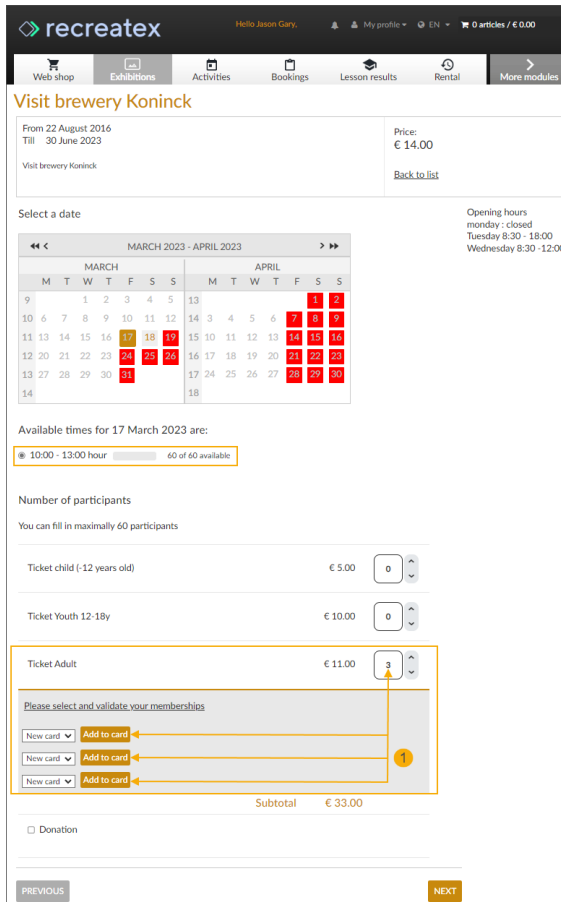 recreatex
Hello Jason Gary,
My profile
EN
0 articles / € 0.00
Web shop
Exhibitions
Activities
Bookings
Lesson results
Rental
More modules
Visit brewery Koninck
From 22 August 2016
Till 30 June 2023
Visit brewery Koninck
Price:
€ 14.00
Back to list
Select a date
Opening hours
monday : closed
Tuesday 8:30 - 18:00
Wednesday 8:30 -12:00
MARCH 2023 - APRIL 2023
MARCH APRIL
M T W T F S S M T W T F S S
9 1 2 3 4 5 13 1 2
10 6 7 8 9 10 11 12 14 3 4 5 6 7 8 9
11 13 14 15 16 17 18 19 15 10 11 12 13 14 15 16
12 20 21 22 23 24 25 26 16 17 18 19 20 21 22 23
13 27 28 29 30 31 17 24 25 26 27 28 29 30
14 18
Available times for 17 March 2023 are:
10:00 - 13:00 hour 60 of 60 available
Number of participants
You can fill in maximally 60 participants
Ticket child (-12 years old) € 5.00 0
Ticket Youth 12-18y € 10.00 0
Ticket Adult € 11.00 3
Please select and validate your memberships
New card Add to card
New card Add to card
1
New card Add to card
Subtotal € 33.00
Donation
PREVIOUS NEXT